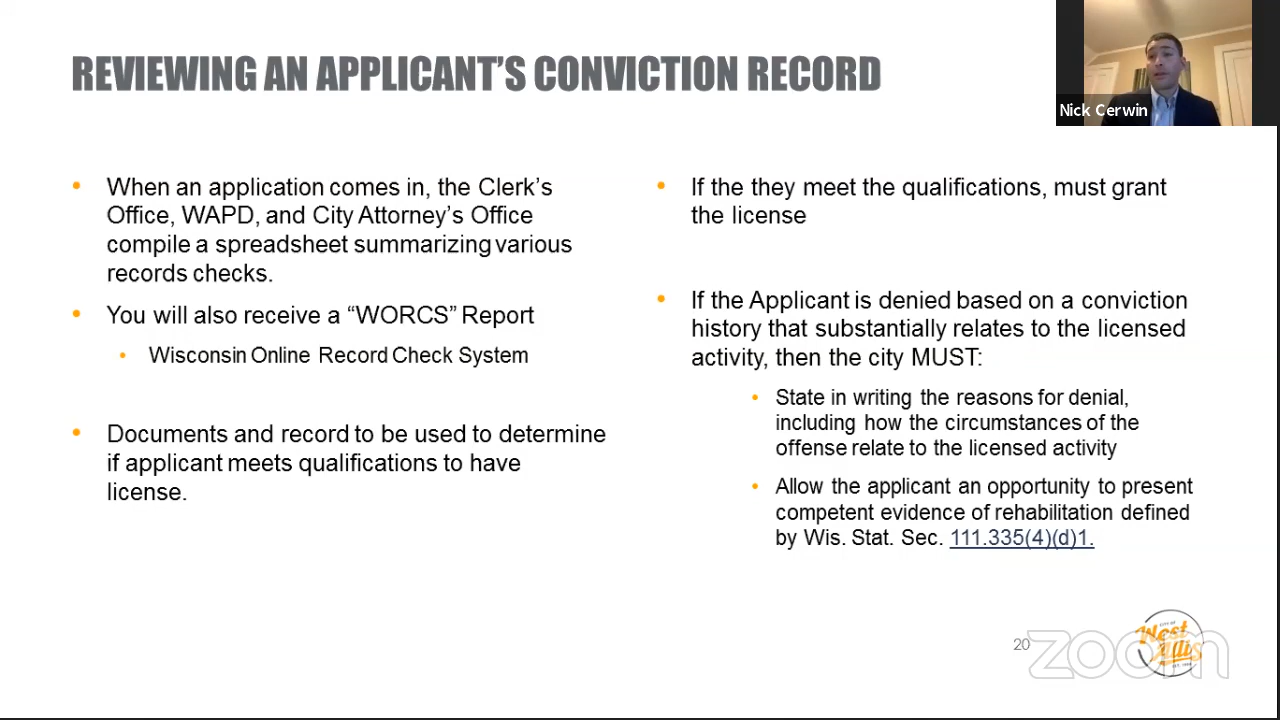 REVIEWING AN APPLICANT'S CONVICTION RECORD
Nick Cerwin
• When an application comes in, the Clerk's
Office, WAPD, and City Attorney's Office
compile a spreadsheet summarizing various
records checks.
• You will also receive a “WORCS” Report
• Wisconsin Online Record Check System
• Documents and record to be used to determine
if applicant meets qualifications to have
license.
• If the they meet the qualifications, must grant
the license
• If the Applicant is denied based on a conviction
history that substantially relates to the licensed
activity, then the city MUST:
• State in writing the reasons for denial,
including how the circumstances of the
offense relate to the licensed activity
• Allow the applicant an opportunity to present
competent evidence of rehabilitation defined
by Wis. Stat. Sec. 111.335(4)(d)1.
20
CITY OF
West
Allis
zoom